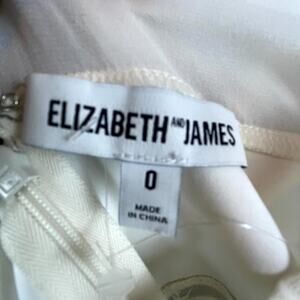 ELIZABETH AND JAMES
0
MADE
IN CHINA